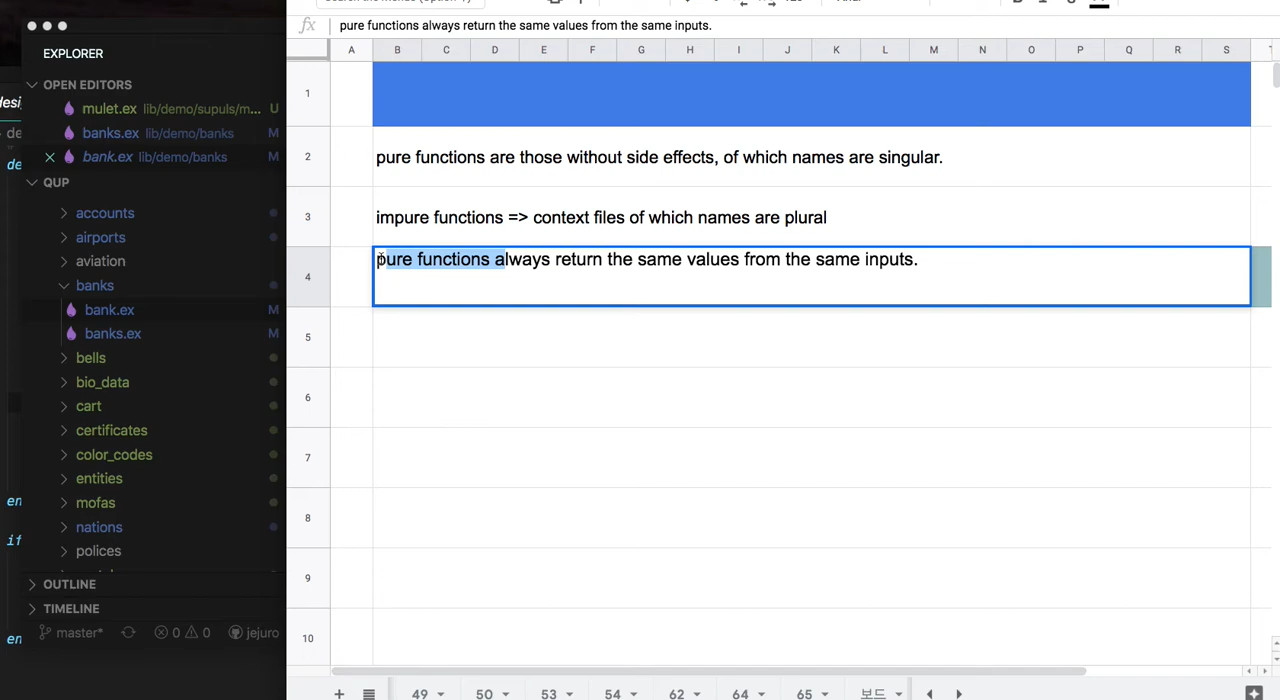 pure functions always return the same values from the same inputs.
EXPLORER
A B C D E F G H I J K L M N O P Q R S
OPEN EDITORS
mulet.ex lib/demo/supuls/m... U
1
banks.ex lib/demo/banks M
bank.ex lib/demo/banks M
2 pure functions are those without side effects, of which names are singular.
QUP
accounts
3 impure functions => context files of which names are plural
airports
aviation
4 pure functions always return the same values from the same inputs.
banks
bank.ex M
banks.ex M
5
bells
bio_data
6
cart
certificates
color_codes
7
entities
mofas
8
nations
polices
9
OUTLINE
TIMELINE
master* 0 0 jejuro
10
en
if
en
de
+ 49 50 53 54 62 64 65 보드